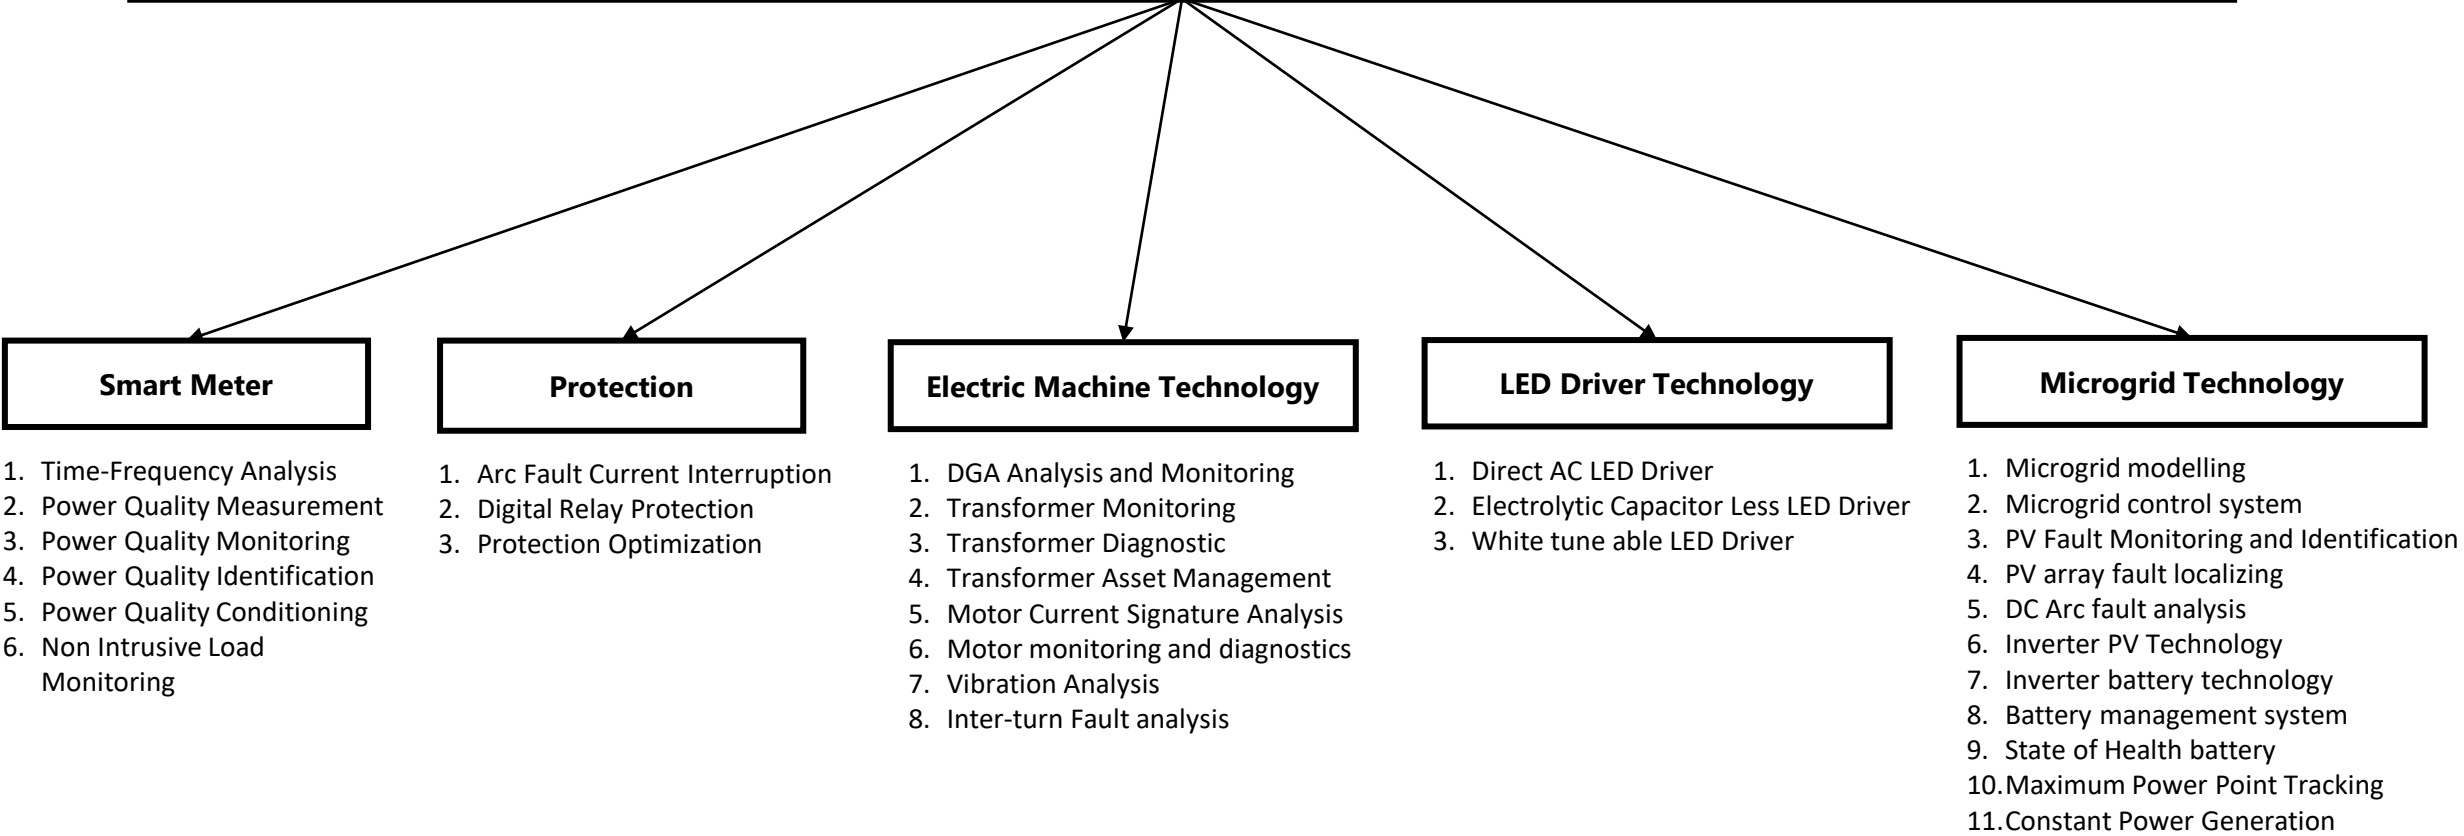 Smart Meter
1. Time-Frequency Analysis
2. Power Quality Measurement
3. Power Quality Monitoring
4. Power Quality Identification
5. Power Quality Conditioning
6. Non Intrusive Load
Monitoring
Protection
1. Arc Fault Current Interruption
2. Digital Relay Protection
3. Protection Optimization
Electric Machine Technology
1. DGA Analysis and Monitoring
2. Transformer Monitoring
3. Transformer Diagnostic
4. Transformer Asset Management
5. Motor Current Signature Analysis
6. Motor monitoring and diagnostics
7. Vibration Analysis
8. Inter-turn Fault analysis
LED Driver Technology
1. Direct AC LED Driver
2. Electrolytic Capacitor Less LED Driver
3. White tune able LED Driver
Microgrid Technology
1. Microgrid modelling
2. Microgrid control system
3. PV Fault Monitoring and Identification
4. PV array fault localizing
5. DC Arc fault analysis
6. Inverter PV Technology
7. Inverter battery technology
8. Battery management system
9. State of Health battery
10.Maximum Power Point Tracking
11.Constant Power Generation